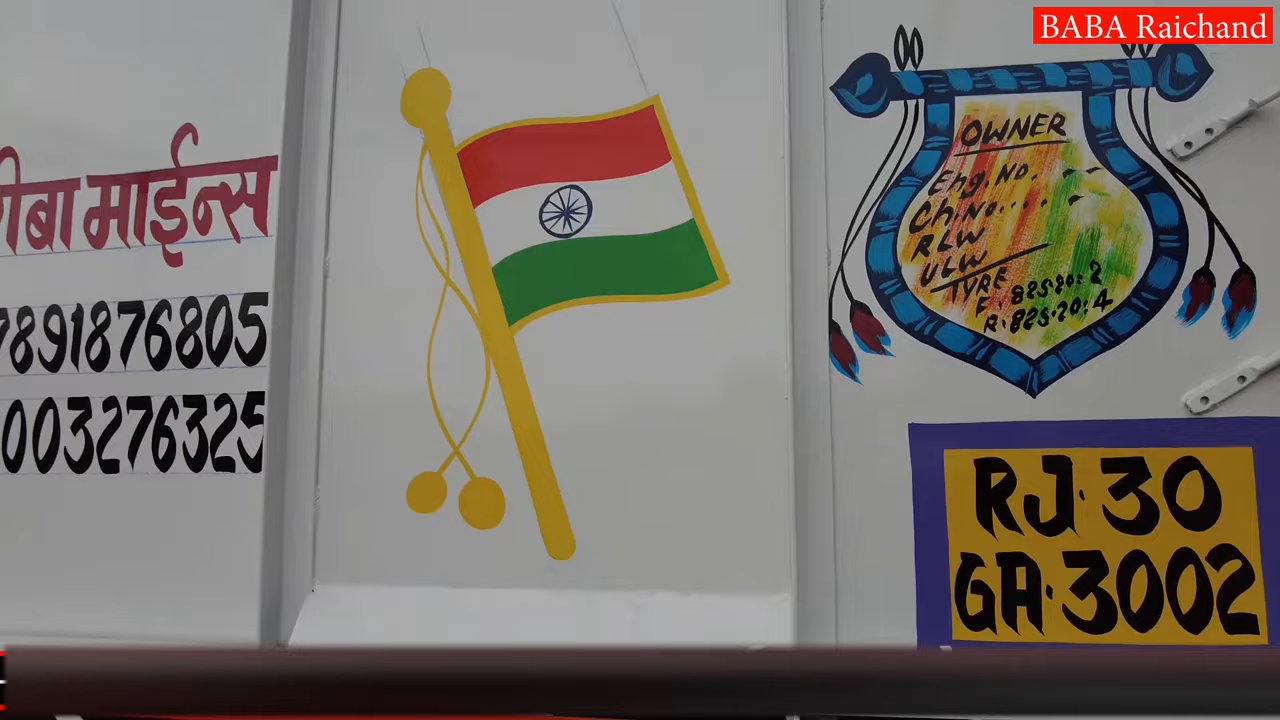 BABA Raichand
माईन्स
7891876805
003276325
OWNER
Eng.No. - -
Ch.No.... -
RLW
ULW
TYRE
F. 825.20: 2
R. 825.20: 4
RJ.30
GA.3002